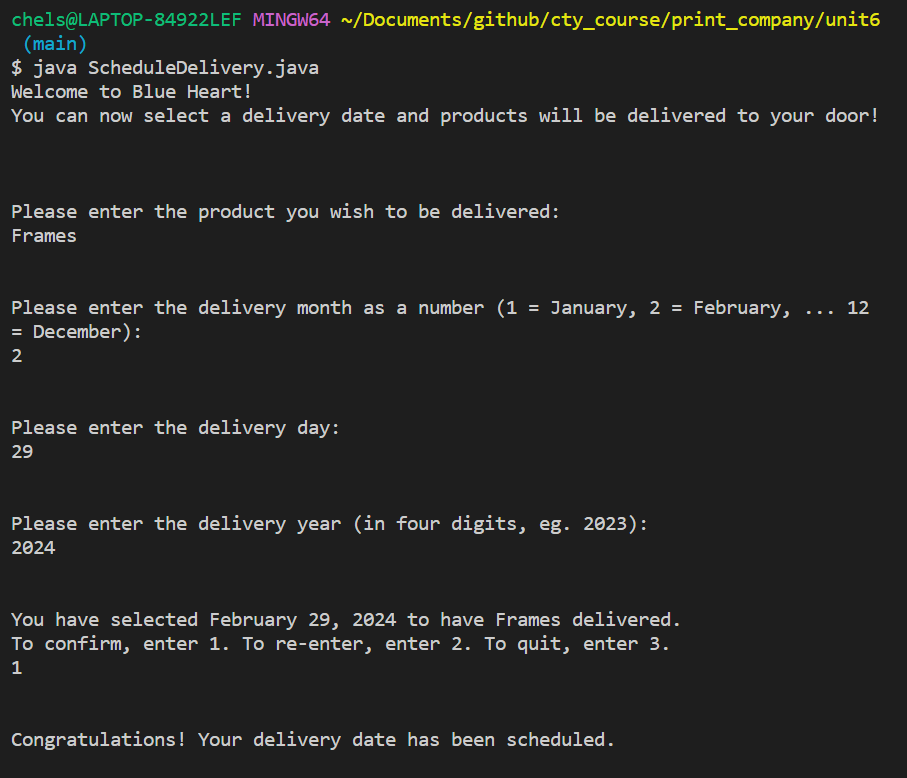 chels@LAPTOP-84922LEF MINGW64 ~/Documents/github/cty_course/print_company/unit6
(main)
$ java ScheduleDelivery.java
Welcome to Blue Heart!
You can now select a delivery date and products will be delivered to your door!
Please enter the product you wish to be delivered:
Frames
Please enter the delivery month as a number (1 = January, 2 = February, ... 12
= December):
2
Please enter the delivery day:
29
Please enter the delivery year (in four digits, eg. 2023):
2024
You have selected February 29, 2024 to have Frames delivered.
To confirm, enter 1. To re-enter, enter 2. To quit, enter 3.
1
Congratulations! Your delivery date has been scheduled.